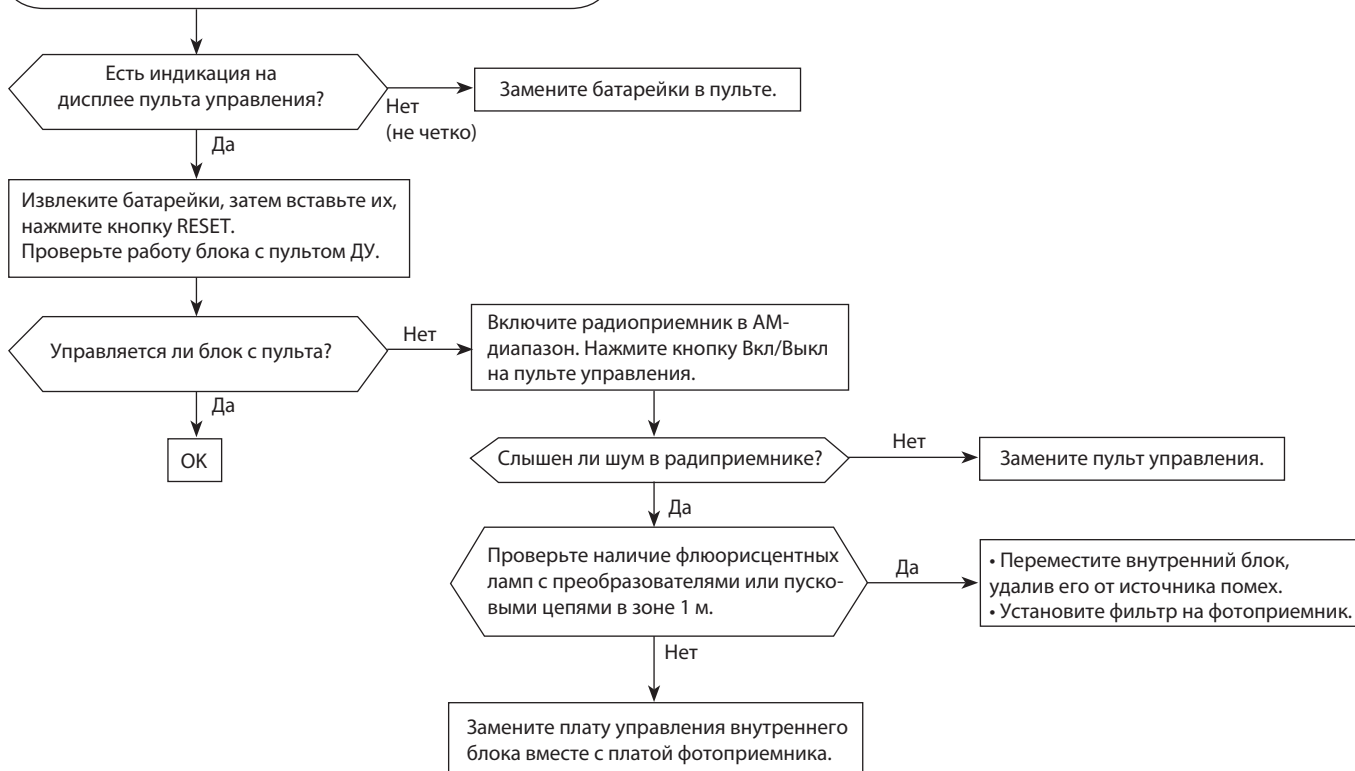 Есть индикация на
дисплее пульта управления?
Нет
(не четко)
Замените батарейки в пульте.
Да
Извлеките батарейки, затем вставьте их,
нажмите кнопку RESET.
Проверьте работу блока с пультом ДУ.
Управляется ли блок с пульта?
Нет
Включите радиоприемник в АМ-
диапазон. Нажмите кнопку Вкл/Выкл
на пульте управления.
Да
OK
Слышен ли шум в радиприемнике?
Нет
Замените пульт управления.
Да
Проверьте наличие флюорисцентных
ламп с преобразователями или пуско-
выми цепями в зоне 1 м.
Да
• Переместите внутренний блок,
удалив его от источника помех.
• Установите фильтр на фотоприемник.
Нет
Замените плату управления внутреннего
блока вместе с платой фотоприемника.